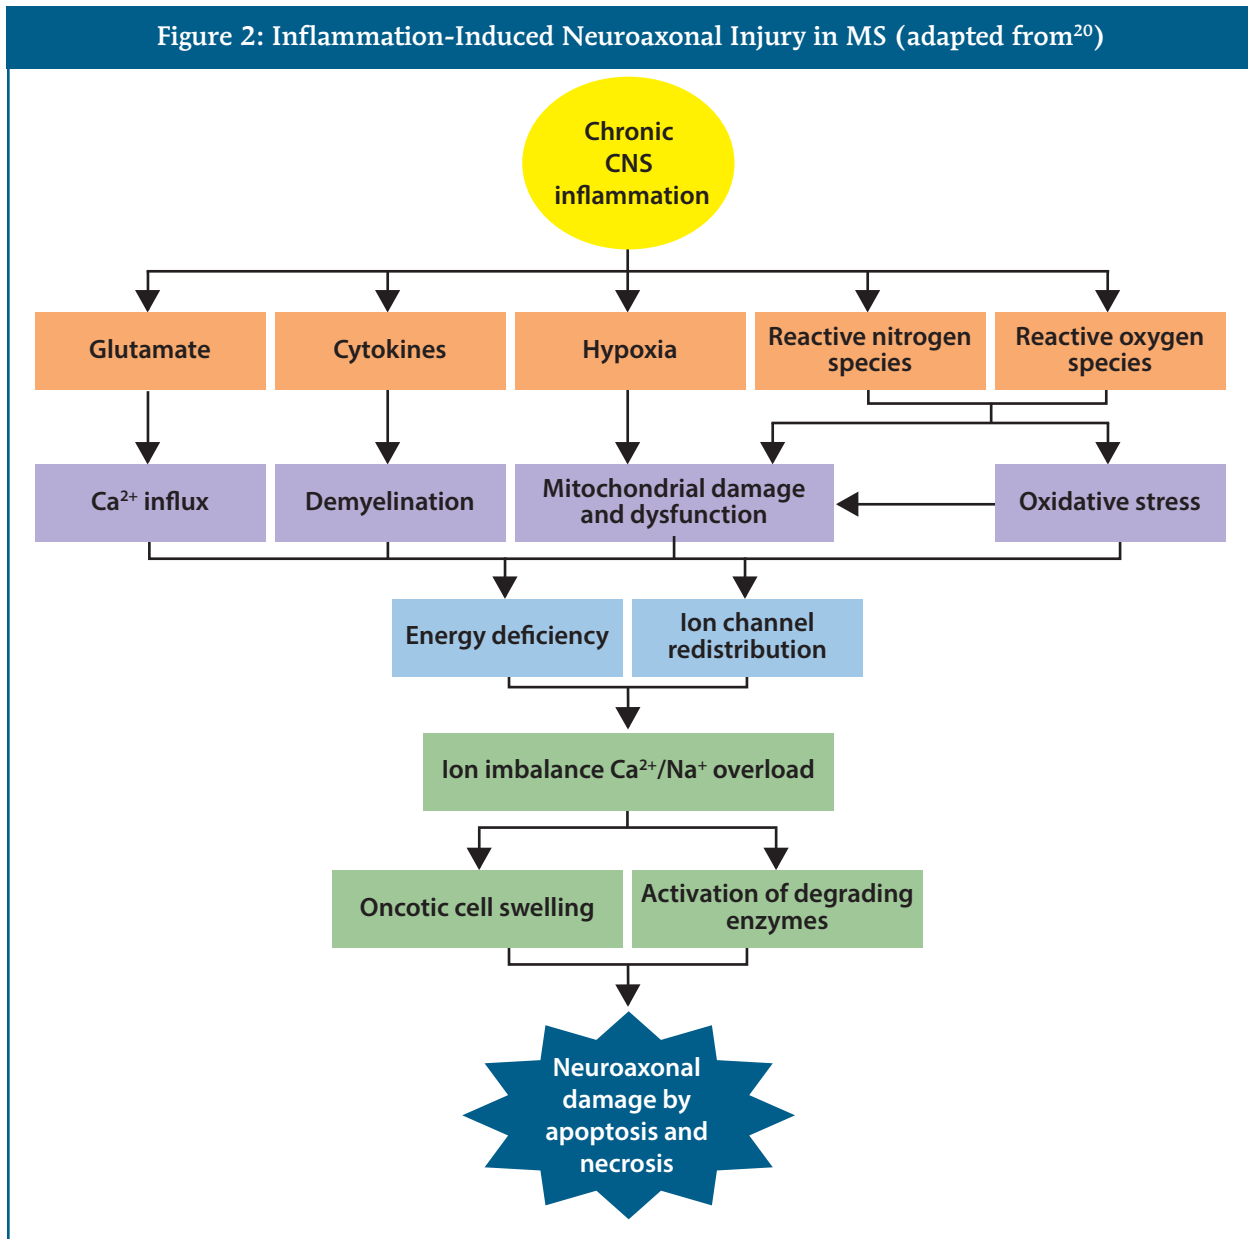 Figure 2: Inflammation-Induced Neuroaxonal Injury in MS (adapted from²⁰)
Chronic
CNS
inflammation
Glutamate
Cytokines
Hypoxia
Reactive nitrogen
species
Reactive oxygen
species
Ca²⁺ influx
Demyelination
Mitochondrial damage
and dysfunction
Oxidative stress
Energy deficiency
Ion channel
redistribution
Ion imbalance Ca²⁺/Na⁺ overload
Oncotic cell swelling
Activation of degrading
enzymes
Neuroaxonal
damage by
apoptosis and
necrosis